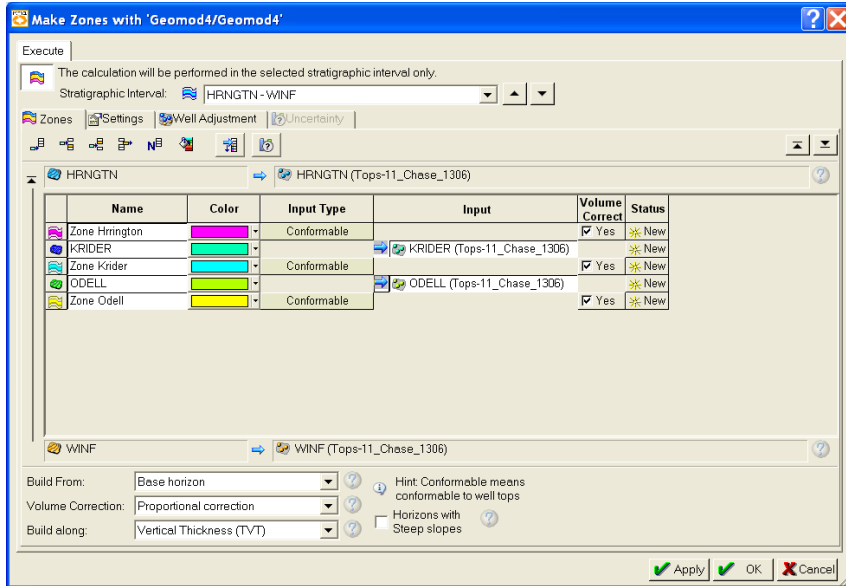 Make Zones with 'Geomod4/Geomod4'
Execute
The calculation will be performed in the selected stratigraphic interval only.
Stratigraphic Interval: HRNGTN - WINF
Zones Settings Well Adjustment Uncertainty
HRNGTN HRNGTN (Tops-11_Chase_1306)
Name Color Input Type Input Volume Correct Status
Zone Hrrington Conformable Yes New
KRIDER KRIDER (Tops-11_Chase_1306) New
Zone Krider Conformable Yes New
ODELL ODELL (Tops-11_Chase_1306) New
Zone Odell Conformable Yes New
WINF WINF (Tops-11_Chase_1306)
Build From: Base horizon
Hint: Conformable means
conformable to well tops
Volume Correction: Proportional correction
Horizons with
Steep slopes
Build along: Vertical Thickness (TVT)
Apply OK Cancel